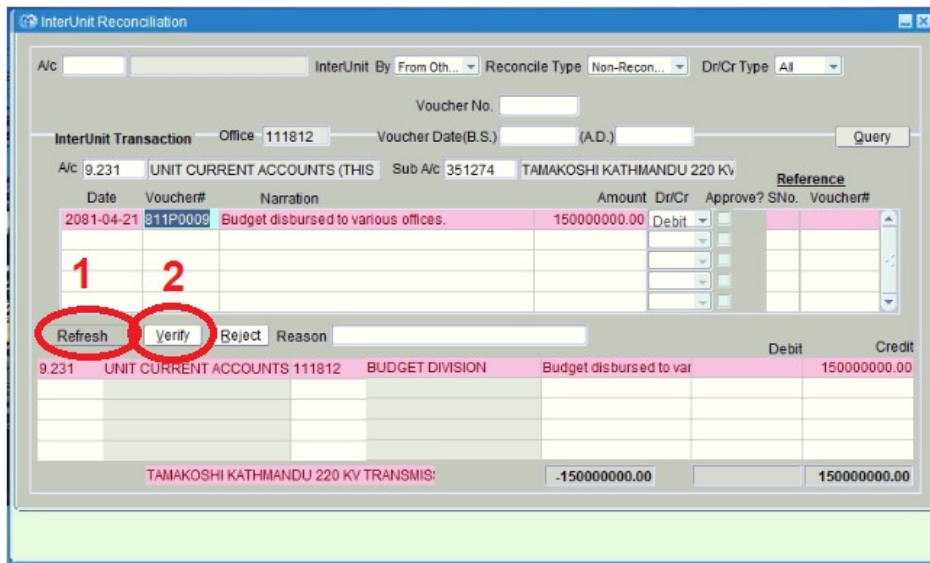 InterUnit Reconciliation
A/c InterUnit By From Oth... Reconcile Type Non-Recon... Dr/Cr Type All
Voucher No.
InterUnit Transaction Office 111812 Voucher Date(B.S.) (A.D.) Query
A/c 9.231 UNIT CURRENT ACCOUNTS (THIS Sub A/c 351274 TAMAKOSHI KATHMANDU 220 KV
Reference
Date Voucher# Narration Amount Dr/Cr Approve? SNo. Voucher#
2081-04-21 811P0009 Budget disbursed to various offices. 150000000.00 Debit
1 2
Refresh Verify Reject Reason
Debit Credit
9.231 UNIT CURRENT ACCOUNTS 111812 BUDGET DIVISION Budget disbursed to var 150000000.00
TAMAKOSHI KATHMANDU 220 KV TRANSMIS -150000000.00 150000000.00